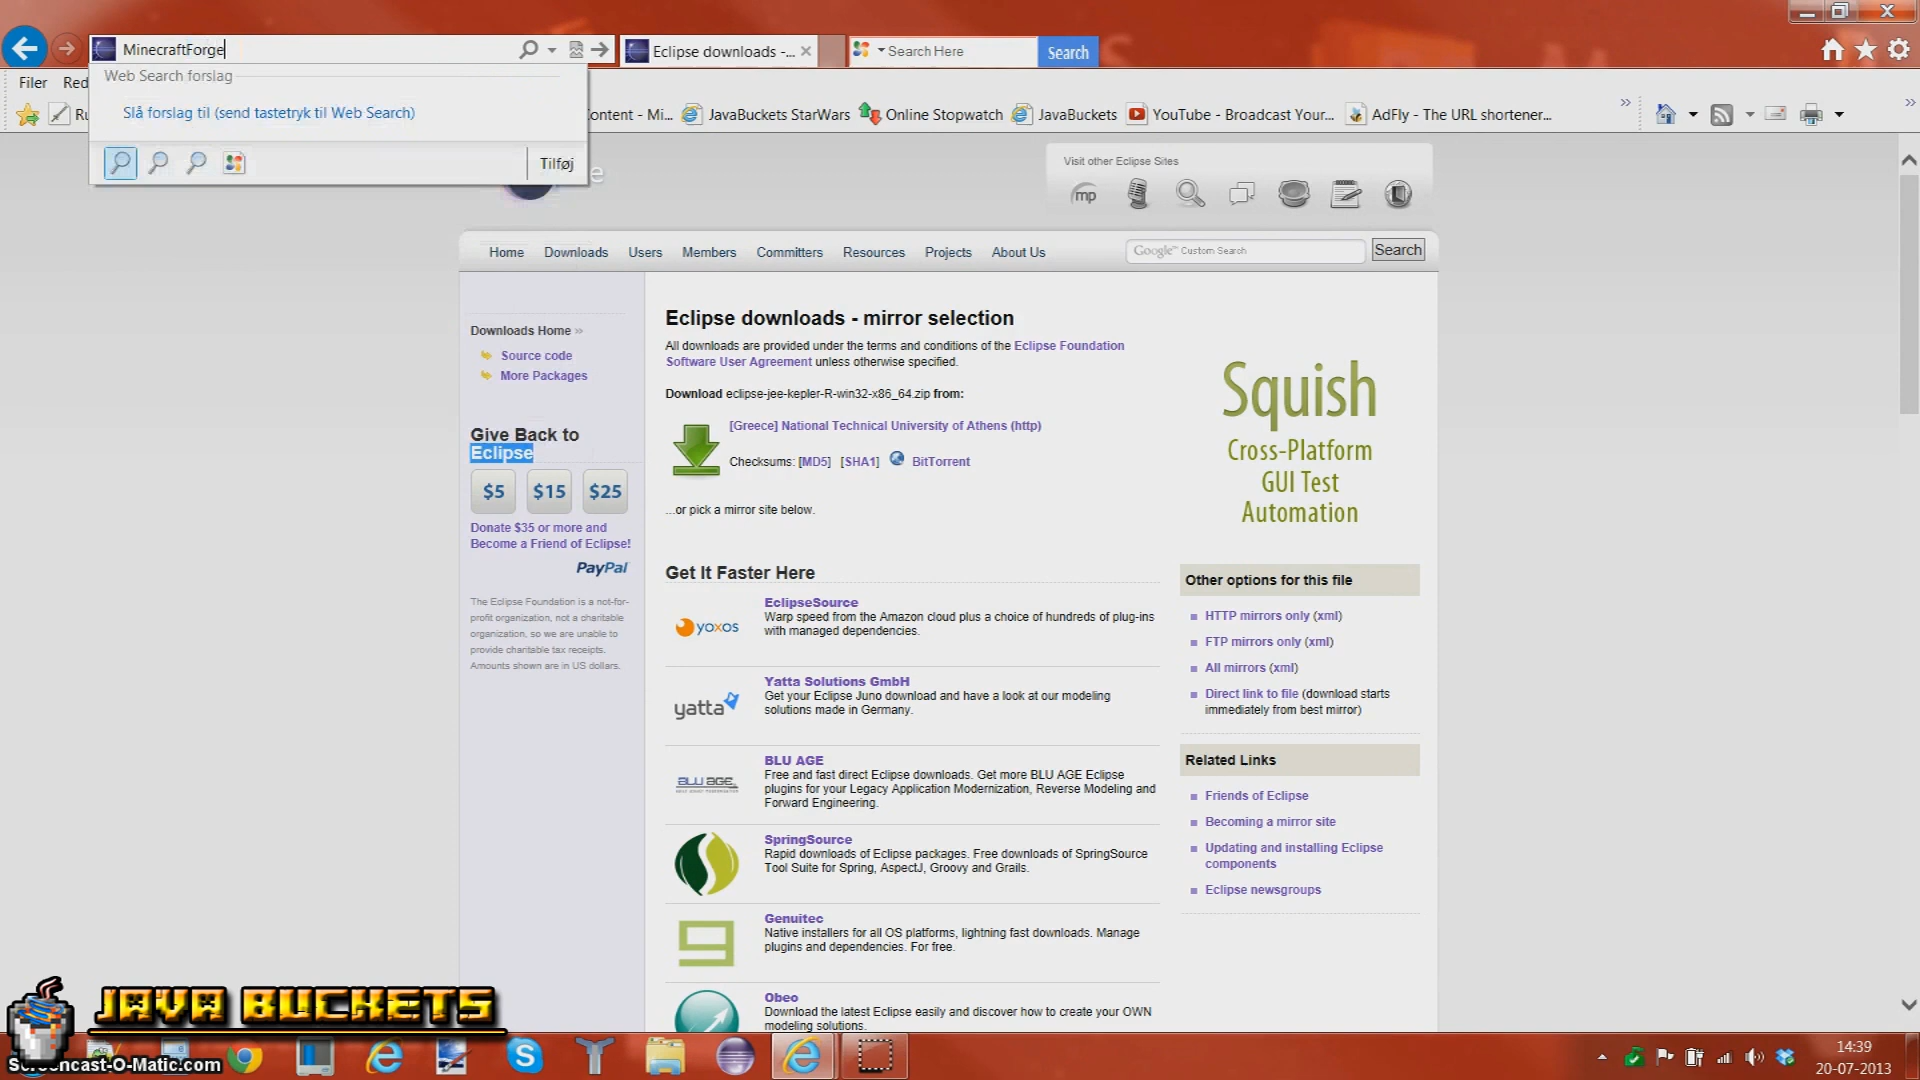 MinecraftForge
Eclipse downloads -...
Search Here
Search
Filer
Red
Web Search forslag
Slå forslag til (send tastetryk til Web Search)
Tilføj
Ru
ontent - Mi...
JavaBuckets StarWars
Online Stopwatch
JavaBuckets
YouTube - Broadcast Your...
AdFly - The URL shortener...
e
Visit other Eclipse Sites
mp
Home
Downloads
Users
Members
Committers
Resources
Projects
About Us
Google™ Custom Search
Search
Downloads Home »
Source code
More Packages
Give Back to
Eclipse
$5
$15
$25
Donate $35 or more and
Become a Friend of Eclipse!
PayPal
The Eclipse Foundation is a not-for-
profit organization, not a charitable
organization, so we are unable to
provide charitable tax receipts.
Amounts shown are in US dollars.
Eclipse downloads - mirror selection
All downloads are provided under the terms and conditions of the Eclipse Foundation
Software User Agreement unless otherwise specified.
Download eclipse-jee-kepler-R-win32-x86_64.zip from:
[Greece] National Technical University of Athens (http)
Checksums: [MD5] [SHA1] BitTorrent
...or pick a mirror site below.
Get It Faster Here
yoxos
EclipseSource
Warp speed from the Amazon cloud plus a choice of hundreds of plug-ins
with managed dependencies.
yatta
Yatta Solutions GmbH
Get your Eclipse Juno download and have a look at our modeling
solutions made in Germany.
BLU AGE
BLU AGE
Free and fast direct Eclipse downloads. Get more BLU AGE Eclipse
plugins for your Legacy Application Modernization, Reverse Modeling and
Forward Engineering.
SpringSource
Rapid downloads of Eclipse packages. Free downloads of SpringSource
Tool Suite for Spring, AspectJ, Groovy and Grails.
Genuitec
Native installers for all OS platforms, lightning fast downloads. Manage
plugins and dependencies. For free.
Obeo
Download the latest Eclipse easily and discover how to create your OWN
modeling solutions.
Squish
Cross-Platform
GUI Test
Automation
Other options for this file
HTTP mirrors only (xml)
FTP mirrors only (xml)
All mirrors (xml)
Direct link to file (download starts
immediately from best mirror)
Related Links
Friends of Eclipse
Becoming a mirror site
Updating and installing Eclipse
components
Eclipse newsgroups
JAVA BUCKETS
Screencast-O-Matic.com
14:39
20-07-2013